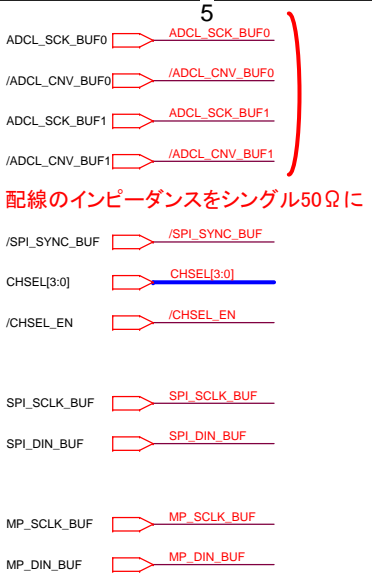 5
ADCL_SCK_BUF0 ADCL_SCK_BUF0
/ADCL_CNV_BUF0 /ADCL_CNV_BUF0
ADCL_SCK_BUF1 ADCL_SCK_BUF1
/ADCL_CNV_BUF1 /ADCL_CNV_BUF1
配線のインピーダンスをシングル50Ωに
/SPI_SYNC_BUF /SPI_SYNC_BUF
CHSEL[3:0] CHSEL[3:0]
/CHSEL_EN /CHSEL_EN
SPI_SCLK_BUF SPI_SCLK_BUF
SPI_DIN_BUF SPI_DIN_BUF
MP_SCLK_BUF MP_SCLK_BUF
MP_DIN_BUF MP_DIN_BUF